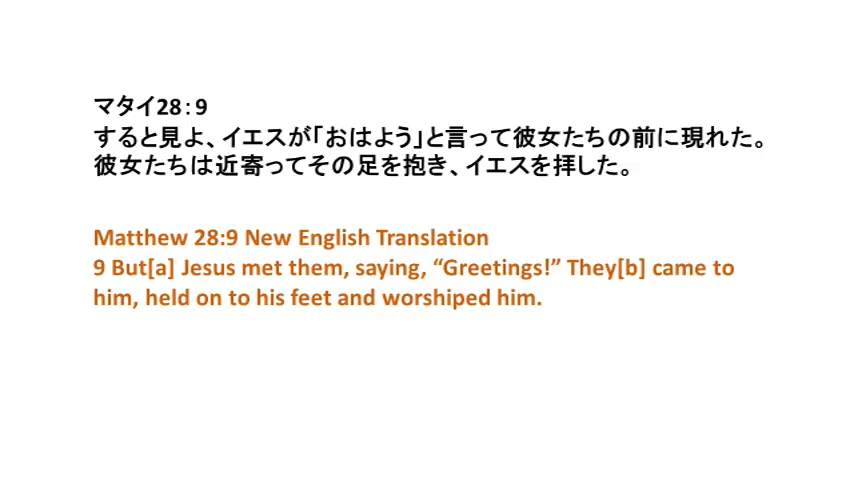 マタイ28：9
すると見よ、イエスが「おはよう」と言って彼女たちの前に現れた。
彼女たちは近寄ってその足を抱き、イエスを拝した。
Matthew 28:9 New English Translation
9 But[a] Jesus met them, saying, “Greetings!” They[b] came to
him, held on to his feet and worshiped him.